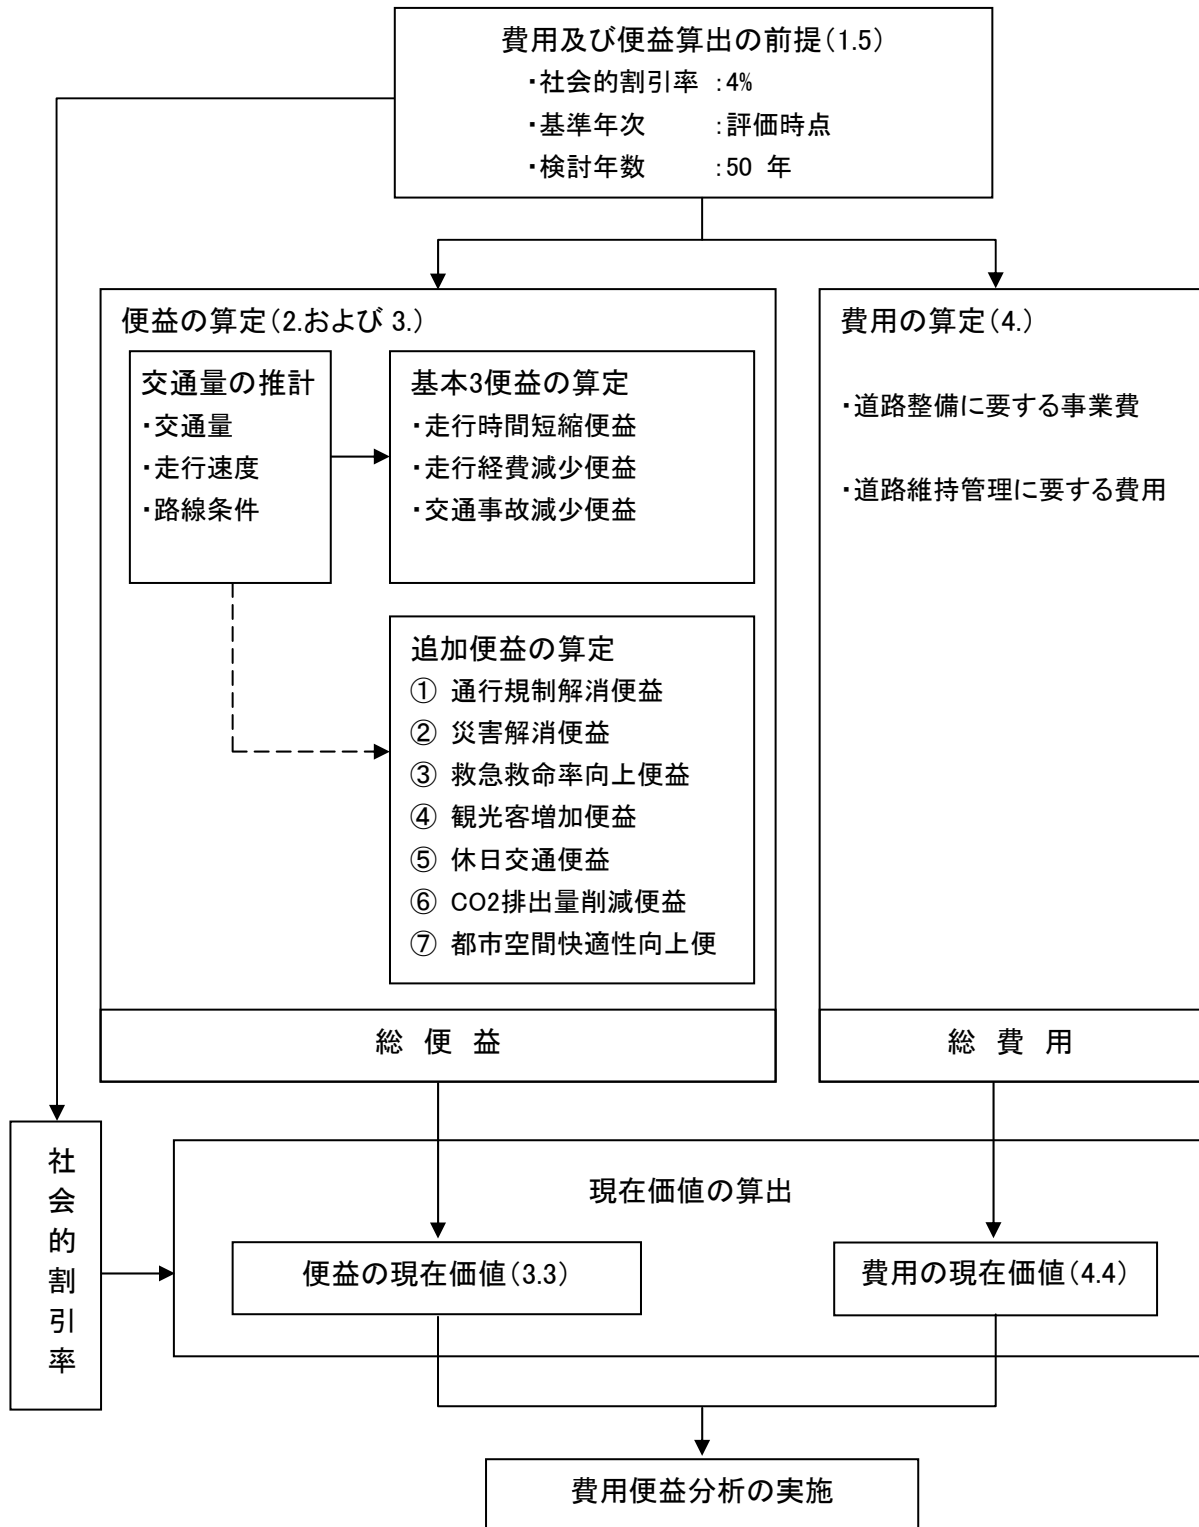 費用及び便益算出の前提(1.5)
・社会的割引率 :4%
・基準年次 :評価時点
・検討年数 :50 年
便益の算定(2.および 3.)
交通量の推計
・交通量
・走行速度
・路線条件
基本3便益の算定
・走行時間短縮便益
・走行経費減少便益
・交通事故減少便益
追加便益の算定
① 通行規制解消便益
② 災害解消便益
③ 救急救命率向上便益
④ 観光客増加便益
⑤ 休日交通便益
⑥ CO2排出量削減便益
⑦ 都市空間快適性向上便
総 便 益
費用の算定(4.)
・道路整備に要する事業費
・道路維持管理に要する費用
総 費 用
社会的割引率
現在価値の算出
便益の現在価値(3.3)
費用の現在価値(4.4)
費用便益分析の実施